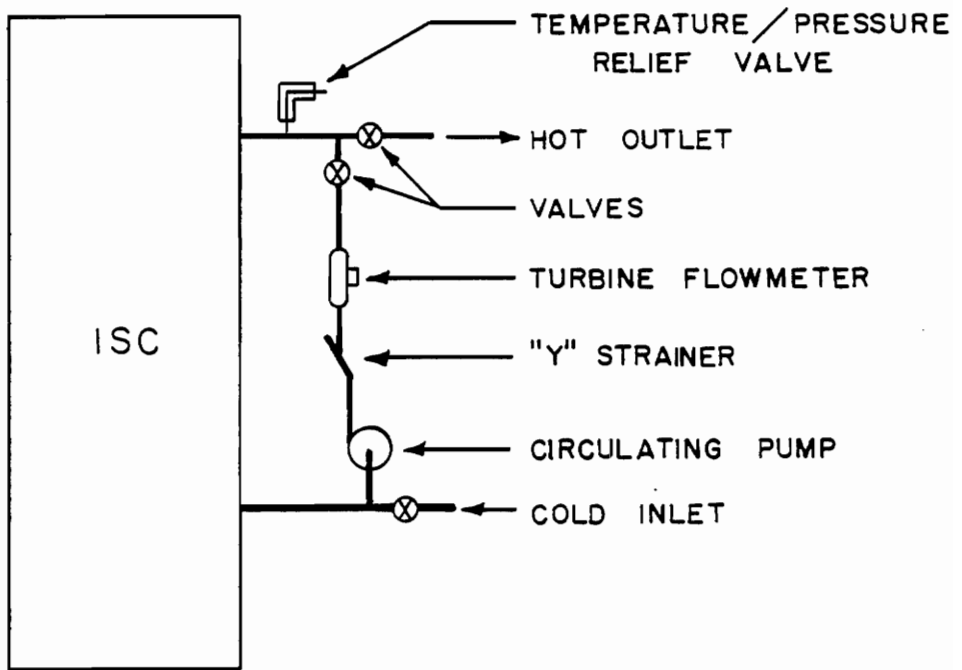 TEMPERATURE / PRESSURE
RELIEF VALVE
HOT OUTLET
VALVES
TURBINE FLOWMETER
ISC
"Y" STRAINER
CIRCULATING PUMP
COLD INLET